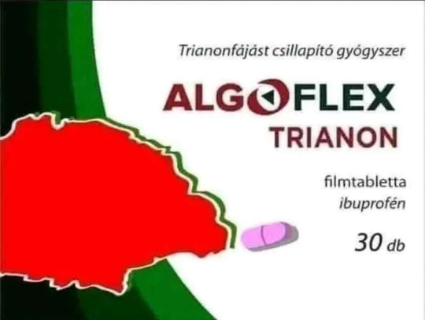 Trianonfájást csillapító gyógyszer
ALGOFLEX
TRIANON
filmtabletta
ibuprofén
30 db